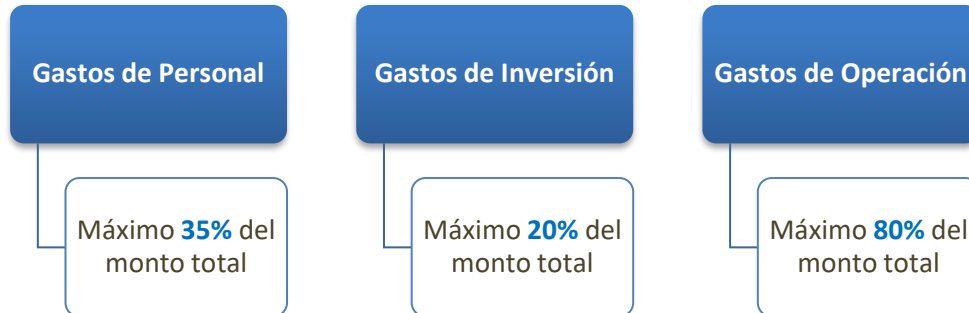 Gastos de Personal
Máximo 35% del
monto total
Gastos de Inversión
Máximo 20% del
monto total
Gastos de Operación
Máximo 80% del
monto total